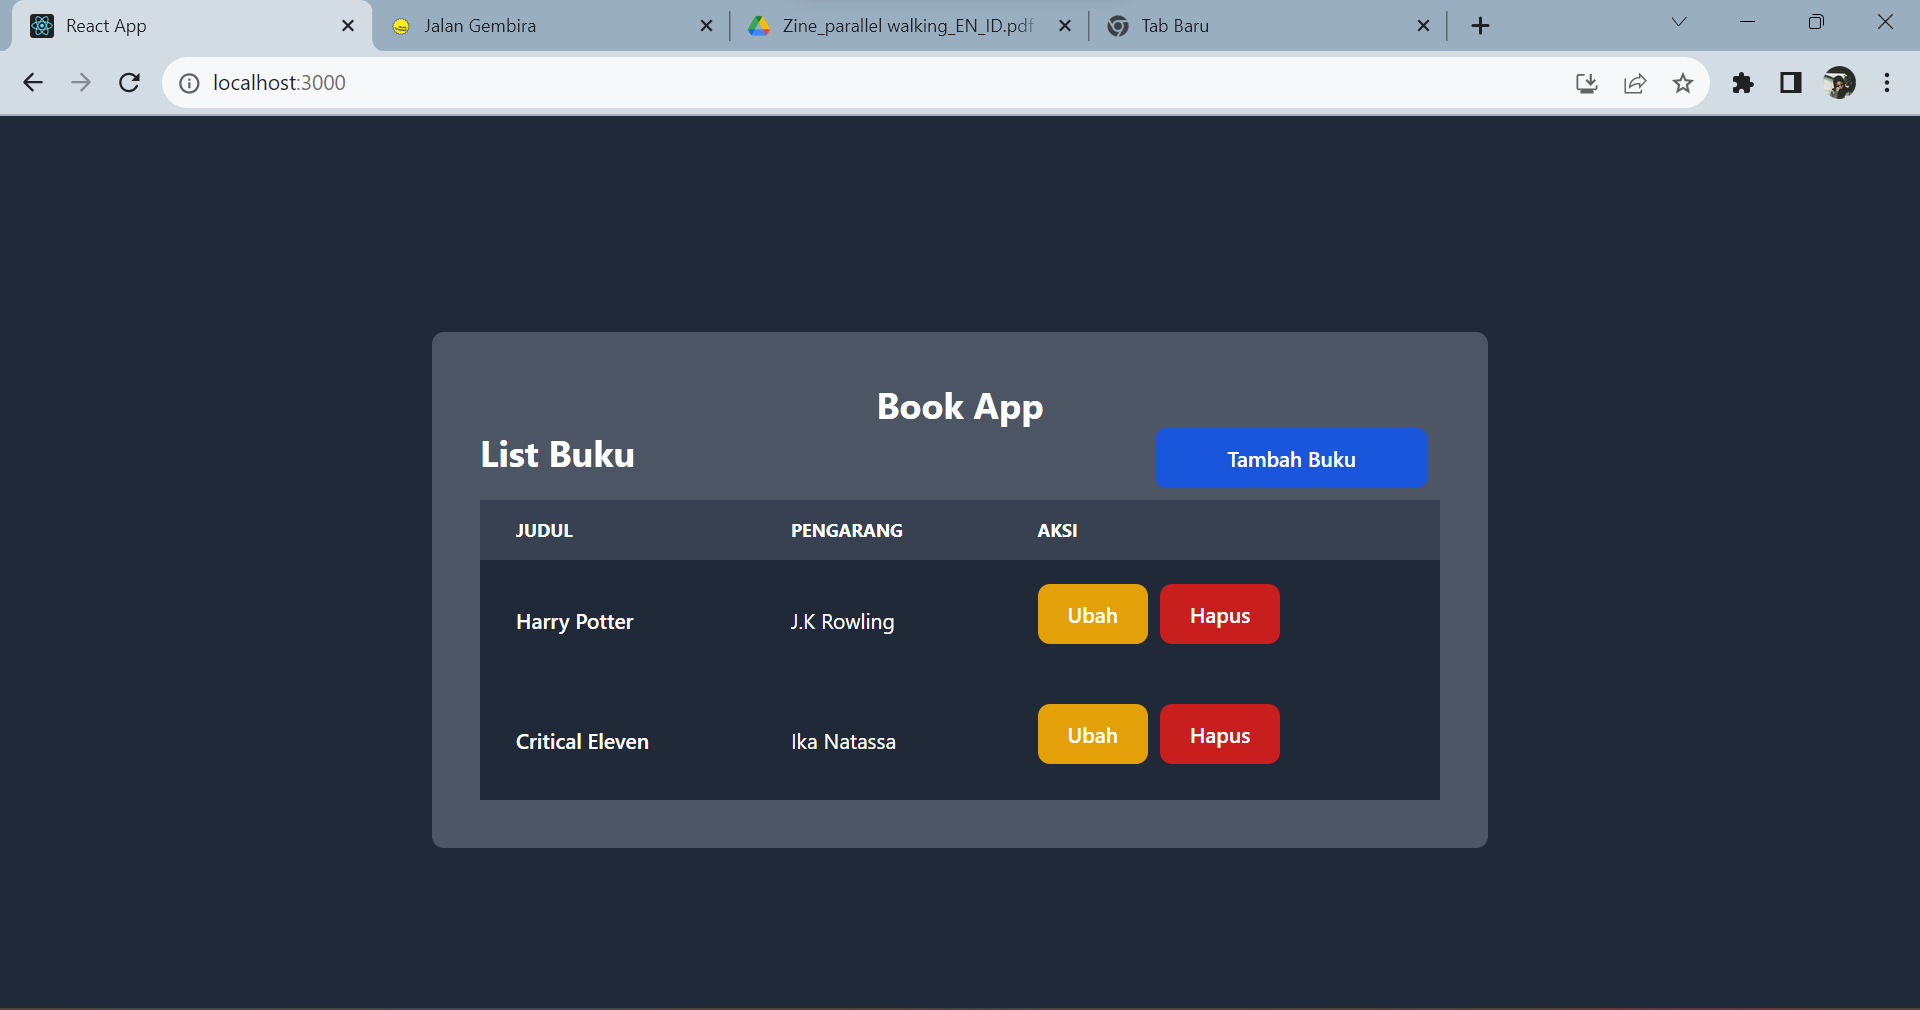 React App
Jalan Gembira
Zine_parallel walking_EN_ID.pdf
Tab Baru
localhost:3000
Book App
List Buku
Tambah Buku
JUDUL PENGARANG AKSI
Harry Potter J.K Rowling Ubah Hapus
Critical Eleven Ika Natassa Ubah Hapus